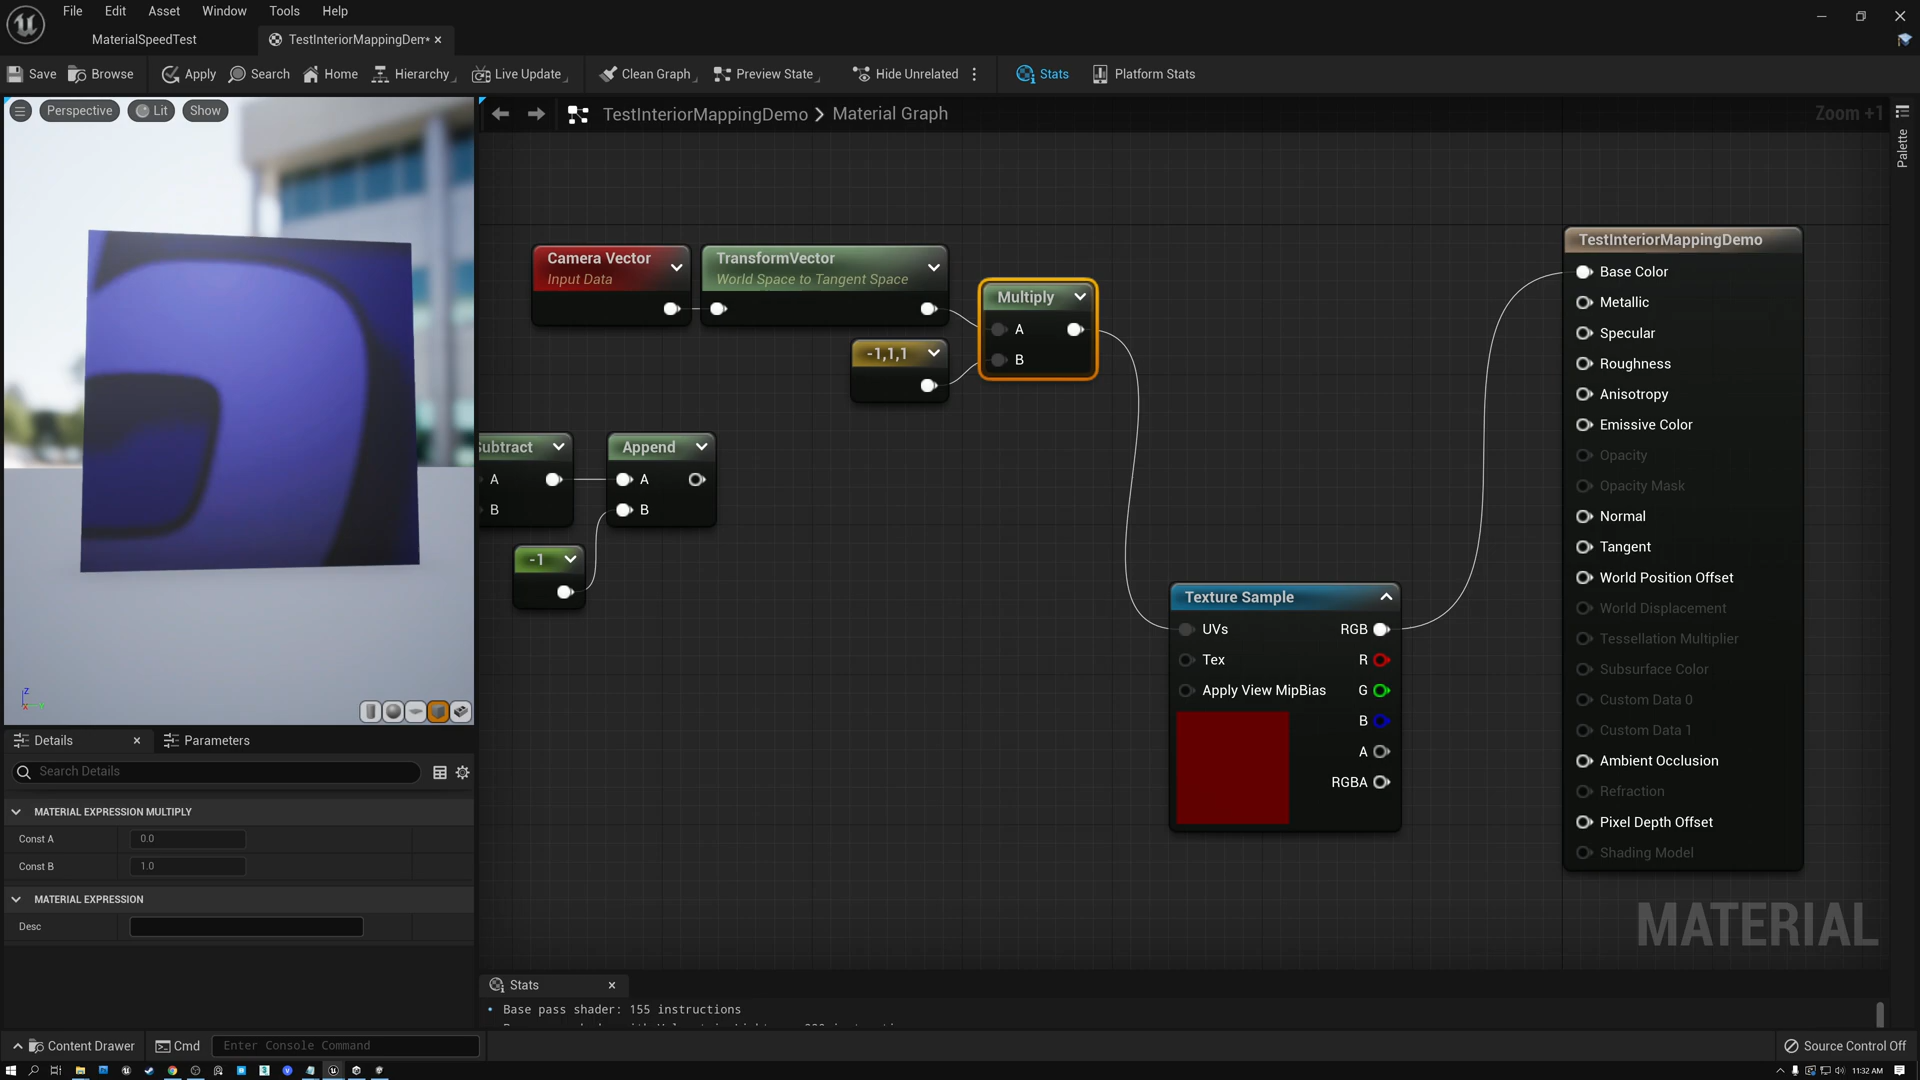 File Edit Asset Window Tools Help
MaterialSpeedTest
TestInteriorMappingDem*
Save Browse Apply Search Home Hierarchy Live Update Clean Graph Preview State Hide Unrelated Stats Platform Stats
Perspective Lit Show
TestInteriorMappingDemo > Material Graph
Zoom +1
Palette
Camera Vector
Input Data
TransformVector
World Space to Tangent Space
Multiply
A
B
-1,1,1
Subtract
A
B
Append
A
B
-1
Texture Sample
UVs RGB
Tex R
Apply View MipBias G
B
A
RGBA
TestInteriorMappingDemo
Base Color
Metallic
Specular
Roughness
Anisotropy
Emissive Color
Opacity
Opacity Mask
Normal
Tangent
World Position Offset
World Displacement
Tessellation Multiplier
Subsurface Color
Custom Data 0
Custom Data 1
Ambient Occlusion
Refraction
Pixel Depth Offset
Shading Model
MATERIAL
Z
Details Parameters
Search Details
MATERIAL EXPRESSION MULTIPLY
Const A 0.0
Const B 1.0
MATERIAL EXPRESSION
Desc
Stats
Base pass shader: 155 instructions
Content Drawer Cmd Enter Console Command
Source Control Off
11:32 AM